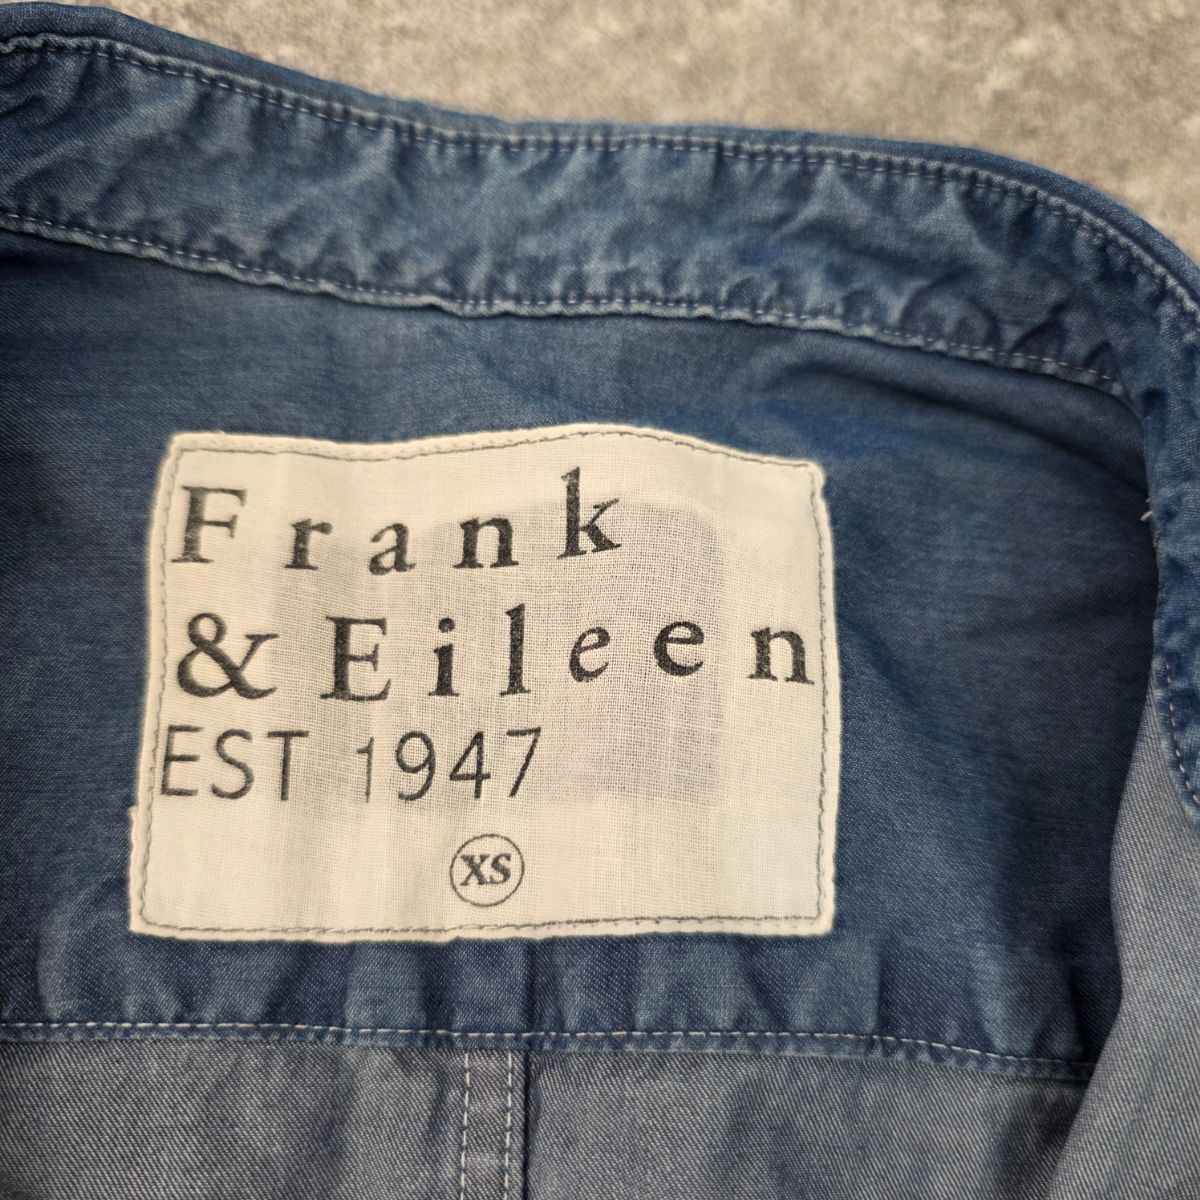 Frank
& Eileen
EST 1947
XS